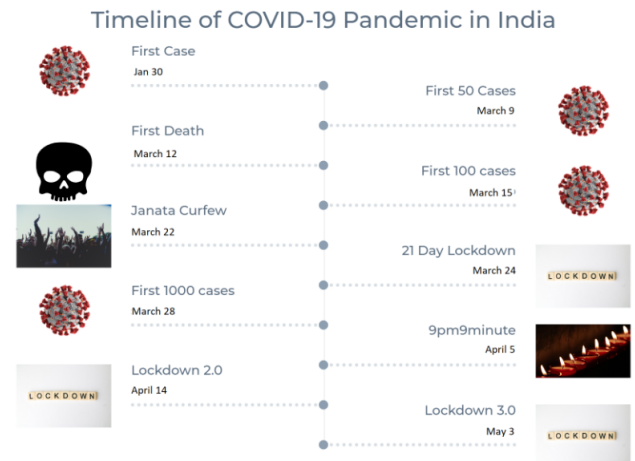 Timeline of COVID-19 Pandemic in India
First Case
Jan 30
First 50 Cases
March 9
First Death
March 12
First 100 cases
March 15
Janata Curfew
March 22
21 Day Lockdown
March 24
LOCKDOWN
First 1000 cases
March 28
9pm9minute
April 5
Lockdown 2.0
April 14
LOCKDOWN
Lockdown 3.0
May 3
LOCKDOWN